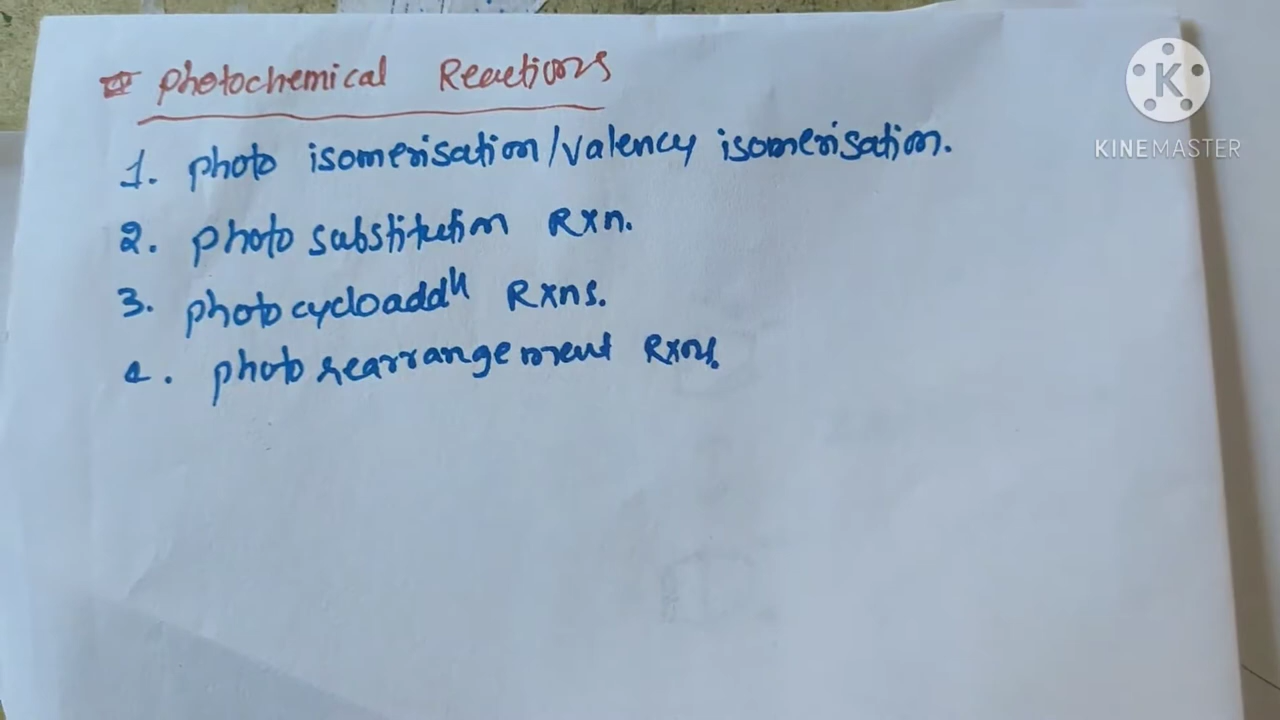 Photochemical Reactions
1. photo isomerisation/valency isomerisation.
2. photo substitution Rxn.
3. photocycloaddn Rxns.
4. photo rearrangement Rxns.
K
KINEMASTER